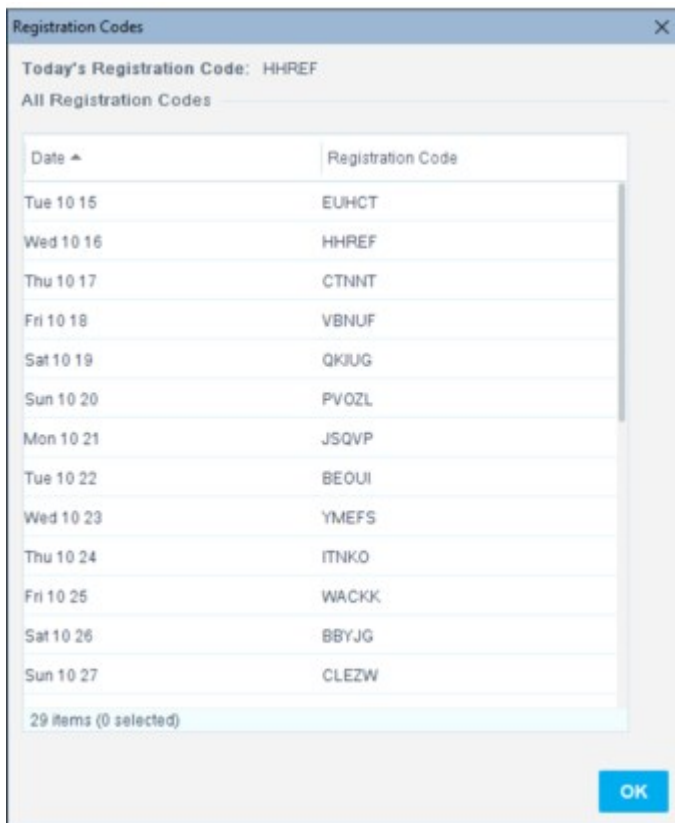 Registration Codes
Today's Registration Code: HHREF
All Registration Codes
Date Registration Code
Tue 10 15 EUHCT
Wed 10 16 HHREF
Thu 10 17 CTNNT
Fri 10 18 VBNUF
Sat 10 19 QKIUG
Sun 10 20 PVOZL
Mon 10 21 JSQVP
Tue 10 22 BEOUI
Wed 10 23 YMEFS
Thu 10 24 ITNKO
Fri 10 25 WACKK
Sat 10 26 BBYJG
Sun 10 27 CLEZW
29 items (0 selected)
OK